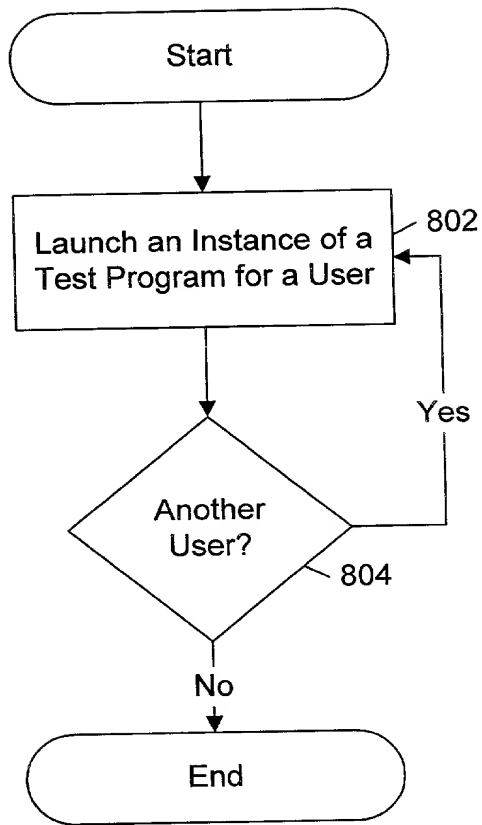 Start
802
Launch an Instance of a
Test Program for a User
Yes
Another
User?
804
No
End